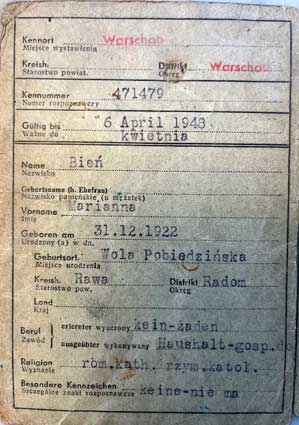 Kennort Warschau
Miejsce wystawienia
Kreish. Distrikt Warschau
Starostwo powiat. Okręg
Kennummer 471479
Numer rozpoznawczy
Gültig bis 6 April 1948
Ważne do kwietnia
Name Bień
Nazwisko
Geburtsname (b. Ehefrau)
Nazwisko panieńskie (u mężatek)
Vorname Marianna
Imię
Geboren am 31.12.1922
Urodzony (a) w dn.
Geburtsort Wola Pobiedzińska
Miejsce urodzenia
Kreish. Rawa Distrikt Radom
Starostwo pow. Okręg
Land
Kraj
Beruf erlernter wyuczony kein-żaden
Zawód ausgeübter wykonywany Haushalt-gosp.do
Religion röm.kath. rzym.katol.
Wyznanie
Besondere Kennzeichen keine-nie ma
Szczególne znaki rozpoznawcze